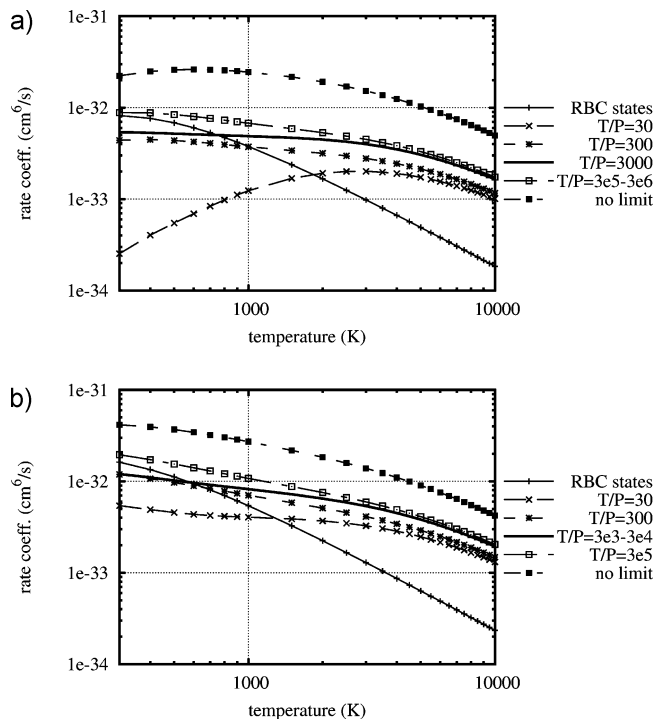 a)
1e-31
1e-32
1e-33
1e-34
rate coeff. (cm⁶/s)
1000
10000
temperature (K)
RBC states
T/P=30
T/P=300
T/P=3000
T/P=3e5-3e6
no limit
b)
1e-31
1e-32
1e-33
1e-34
rate coeff. (cm⁶/s)
1000
10000
temperature (K)
RBC states
T/P=30
T/P=300
T/P=3e3-3e4
T/P=3e5
no limit